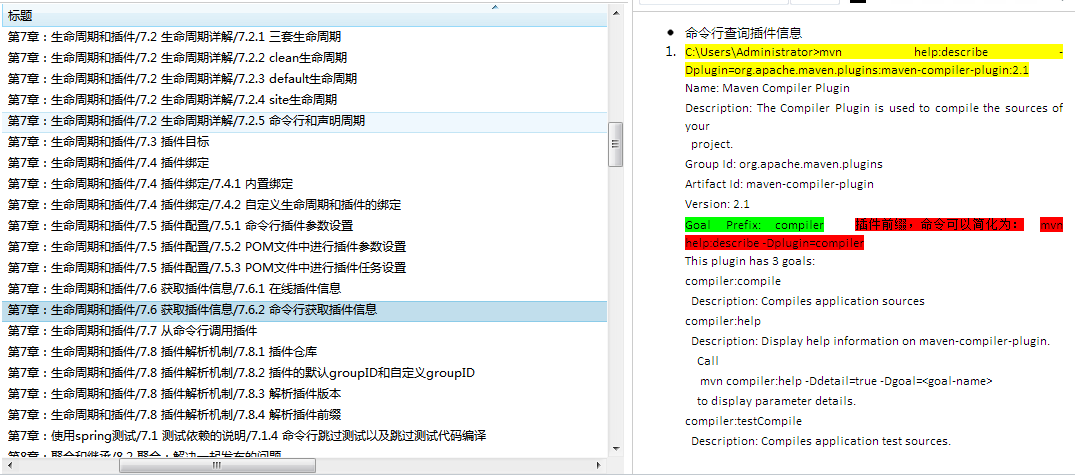 标题
第7章：生命周期和插件/7.2 生命周期详解/7.2.1 三套生命周期
第7章：生命周期和插件/7.2 生命周期详解/7.2.2 clean生命周期
第7章：生命周期和插件/7.2 生命周期详解/7.2.3 default生命周期
第7章：生命周期和插件/7.2 生命周期详解/7.2.4 site生命周期
第7章：生命周期和插件/7.2 生命周期详解/7.2.5 命令行和声明周期
第7章：生命周期和插件/7.3 插件目标
第7章：生命周期和插件/7.4 插件绑定
第7章：生命周期和插件/7.4 插件绑定/7.4.1 内置绑定
第7章：生命周期和插件/7.4 插件绑定/7.4.2 自定义生命周期和插件的绑定
第7章：生命周期和插件/7.5 插件配置/7.5.1 命令行插件参数设置
第7章：生命周期和插件/7.5 插件配置/7.5.2 POM文件中进行插件参数设置
第7章：生命周期和插件/7.5 插件配置/7.5.3 POM文件中进行插件任务设置
第7章：生命周期和插件/7.6 获取插件信息/7.6.1 在线插件信息
第7章：生命周期和插件/7.6 获取插件信息/7.6.2 命令行获取插件信息
第7章：生命周期和插件/7.7 从命令行调用插件
第7章：生命周期和插件/7.8 插件解析机制/7.8.1 插件仓库
第7章：生命周期和插件/7.8 插件解析机制/7.8.2 插件的默认groupID和自定义groupID
第7章：生命周期和插件/7.8 插件解析机制/7.8.3 解析插件版本
第7章：生命周期和插件/7.8 插件解析机制/7.8.4 解析插件前缀
第7章：使用spring测试/7.1 测试依赖的说明/7.1.4 命令行跳过测试以及跳过测试代码编译
第8章：聚合和继承/8.2 聚合：解决一起发布的问题
● 命令行查询插件信息
1. C:\Users\Administrator>mvn help:describe -
Dplugin=org.apache.maven.plugins:maven-compiler-plugin:2.1
Name: Maven Compiler Plugin
Description: The Compiler Plugin is used to compile the sources of
your
project.
Group Id: org.apache.maven.plugins
Artifact Id: maven-compiler-plugin
Version: 2.1
Goal Prefix: compiler 插件前缀，命令可以简化为： mvn
help:describe -Dplugin=compiler
This plugin has 3 goals:
compiler:compile
Description: Compiles application sources
compiler:help
Description: Display help information on maven-compiler-plugin.
Call
mvn compiler:help -Ddetail=true -Dgoal=<goal-name>
to display parameter details.
compiler:testCompile
Description: Compiles application test sources.